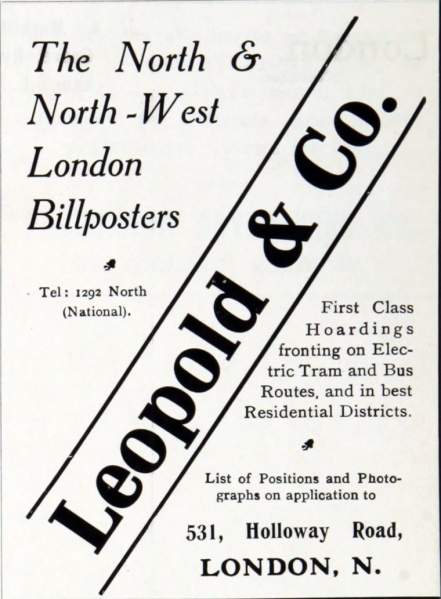 The North &
North-West
London
Billposters
Tel: 1292 North
(National).
Leopold & Co.
First Class
Hoardings
fronting on Elec-
tric Tram and Bus
Routes, and in best
Residential Districts.
List of Positions and Photo-
graphs on application to
531, Holloway Road,
LONDON, N.